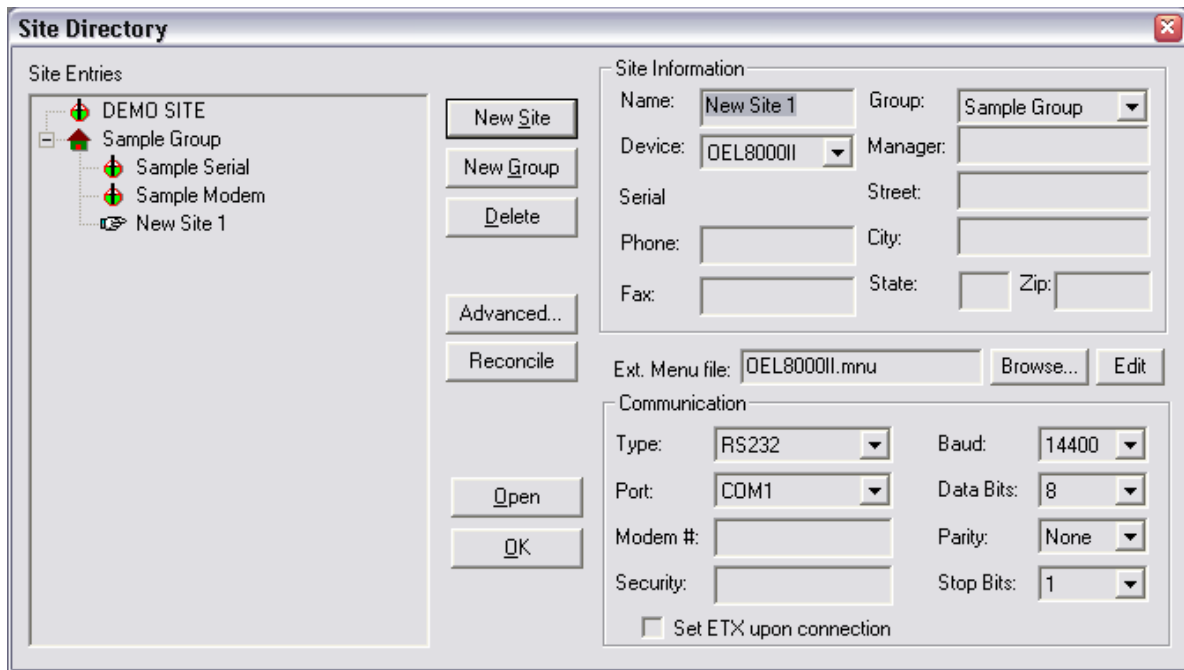 Site Directory
Site Entries
DEMO SITE
Sample Group
Sample Serial
Sample Modem
New Site 1
New Site
New Group
Delete
Advanced...
Reconcile
Open
OK
Site Information
Name: New Site 1 Group: Sample Group
Device: OEL8000II Manager:
Serial Street:
Phone: City:
Fax: State: Zip:
Ext. Menu file: OEL8000II.mnu Browse... Edit
Communication
Type: RS232 Baud: 14400
Port: COM1 Data Bits: 8
Modem #: Parity: None
Security: Stop Bits: 1
Set ETX upon connection